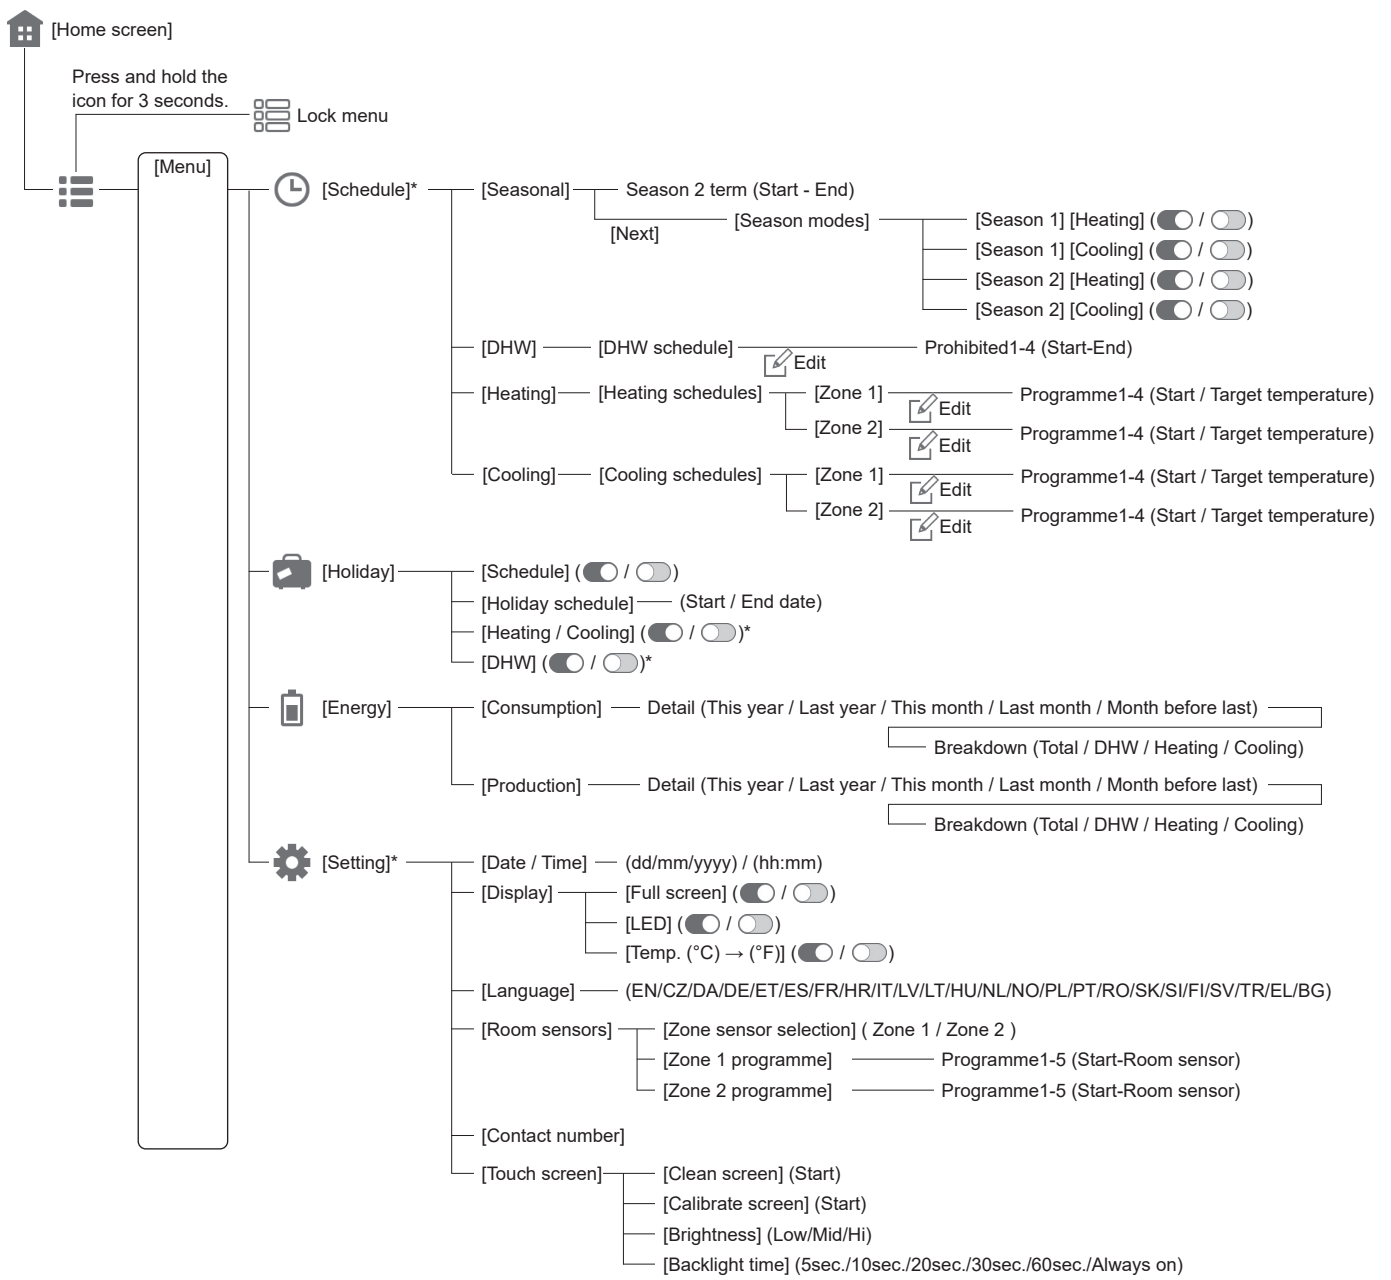 [Home screen]
Press and hold the
icon for 3 seconds.
Lock menu
[Menu]
[Schedule]*
[Seasonal]
Season 2 term (Start - End)
[Next]
[Season modes]
[Season 1] [Heating] ( / )
[Season 1] [Cooling] ( / )
[Season 2] [Heating] ( / )
[Season 2] [Cooling] ( / )
[DHW]
[DHW schedule]
Edit
Prohibited1-4 (Start-End)
[Heating]
[Heating schedules]
[Zone 1]
Edit
Programme1-4 (Start / Target temperature)
[Zone 2]
Edit
Programme1-4 (Start / Target temperature)
[Cooling]
[Cooling schedules]
[Zone 1]
Edit
Programme1-4 (Start / Target temperature)
[Zone 2]
Edit
Programme1-4 (Start / Target temperature)
[Holiday]
[Schedule] ( / )
[Holiday schedule]
(Start / End date)
[Heating / Cooling] ( / )*
[DHW] ( / )*
[Energy]
[Consumption]
Detail (This year / Last year / This month / Last month / Month before last)
Breakdown (Total / DHW / Heating / Cooling)
[Production]
Detail (This year / Last year / This month / Last month / Month before last)
Breakdown (Total / DHW / Heating / Cooling)
[Setting]*
[Date / Time]
(dd/mm/yyyy) / (hh:mm)
[Display]
[Full screen] ( / )
[LED] ( / )
[Temp. (°C) → (°F)] ( / )
[Language]
(EN/CZ/DA/DE/ET/ES/FR/HR/IT/LV/LT/HU/NL/NO/PL/PT/RO/SK/SI/FI/SV/TR/EL/BG)
[Room sensors]
[Zone sensor selection] ( Zone 1 / Zone 2 )
[Zone 1 programme]
Programme1-5 (Start-Room sensor)
[Zone 2 programme]
Programme1-5 (Start-Room sensor)
[Contact number]
[Touch screen]
[Clean screen] (Start)
[Calibrate screen] (Start)
[Brightness] (Low/Mid/Hi)
[Backlight time] (5sec./10sec./20sec./30sec./60sec./Always on)